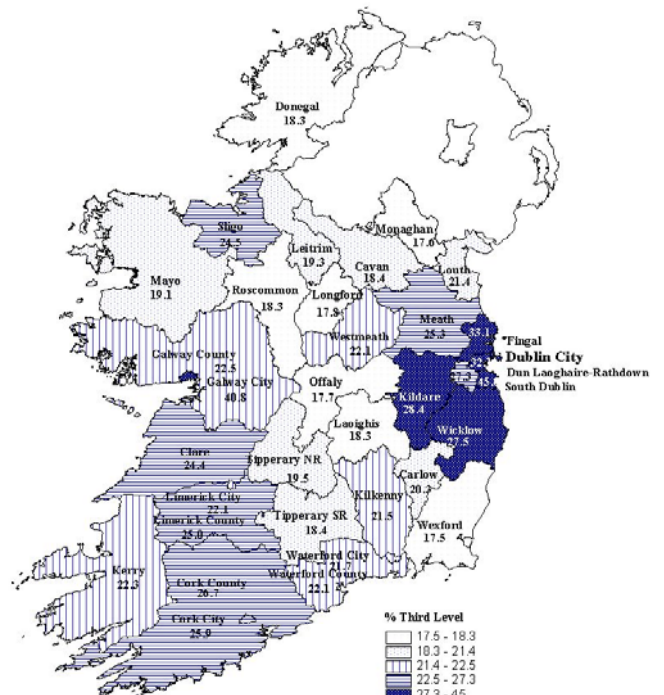 Donegal
18.3
Monaghan
17.6
Sligo
24.5
Leitrim
19.3
Cavan
18.4
Louth
21.4
Mayo
19.1
Roscommon
18.3
Longford
17.8
Meath
25.3
Westmeath
22.1
33.1
Fingal
Dublin City
Dun Laoghaire-Rathdown
South Dublin
Galway County
22.5
Galway City
40.8
Offaly
17.7
Kildare
28.4
Laoighis
18.3
Wicklow
27.5
Clare
24.4
Tipperary NR
19.5
Carlow
20.3
Limerick City
22.1
Limerick County
25.0
Kilkenny
21.5
Tipperary SR
18.4
Wexford
17.5
Waterford City
21.7
Waterford County
22.1
Kerry
22.3
Cork County
26.7
Cork City
25.9
% Third Level
17.5 - 18.3
18.3 - 21.4
21.4 - 22.5
22.5 - 27.3
27.3 - 45